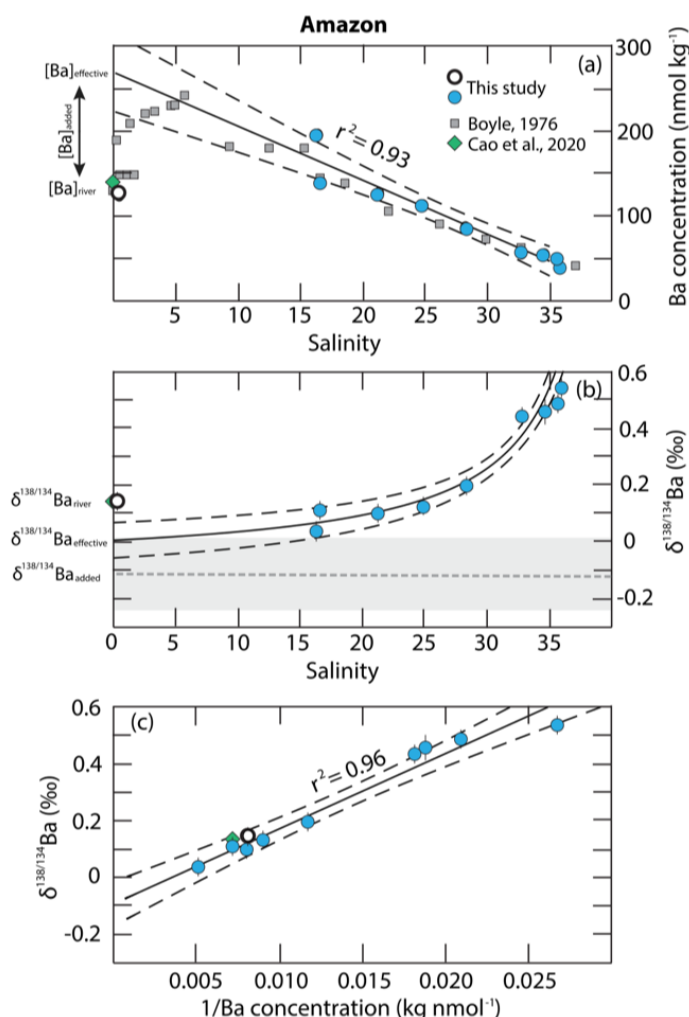 Amazon
(a)
300
200
100
0
Ba concentration (nmol kg⁻¹)
[Ba]effective
[Ba]added
[Ba]river
This study
Boyle, 1976
Cao et al., 2020
r² = 0.93
5 10 15 20 25 30 35
Salinity
(b)
0.6
0.4
0.2
0
-0.2
δ¹³⁸/¹³⁴Ba (‰)
δ¹³⁸/¹³⁴Bariver
δ¹³⁸/¹³⁴Baeffective
δ¹³⁸/¹³⁴Baadded
0 5 10 15 20 25 30 35
Salinity
(c)
0.6
0.4
0.2
0
-0.2
δ¹³⁸/¹³⁴Ba (‰)
r² = 0.96
0.005 0.010 0.015 0.020 0.025
1/Ba concentration (kg nmol⁻¹)